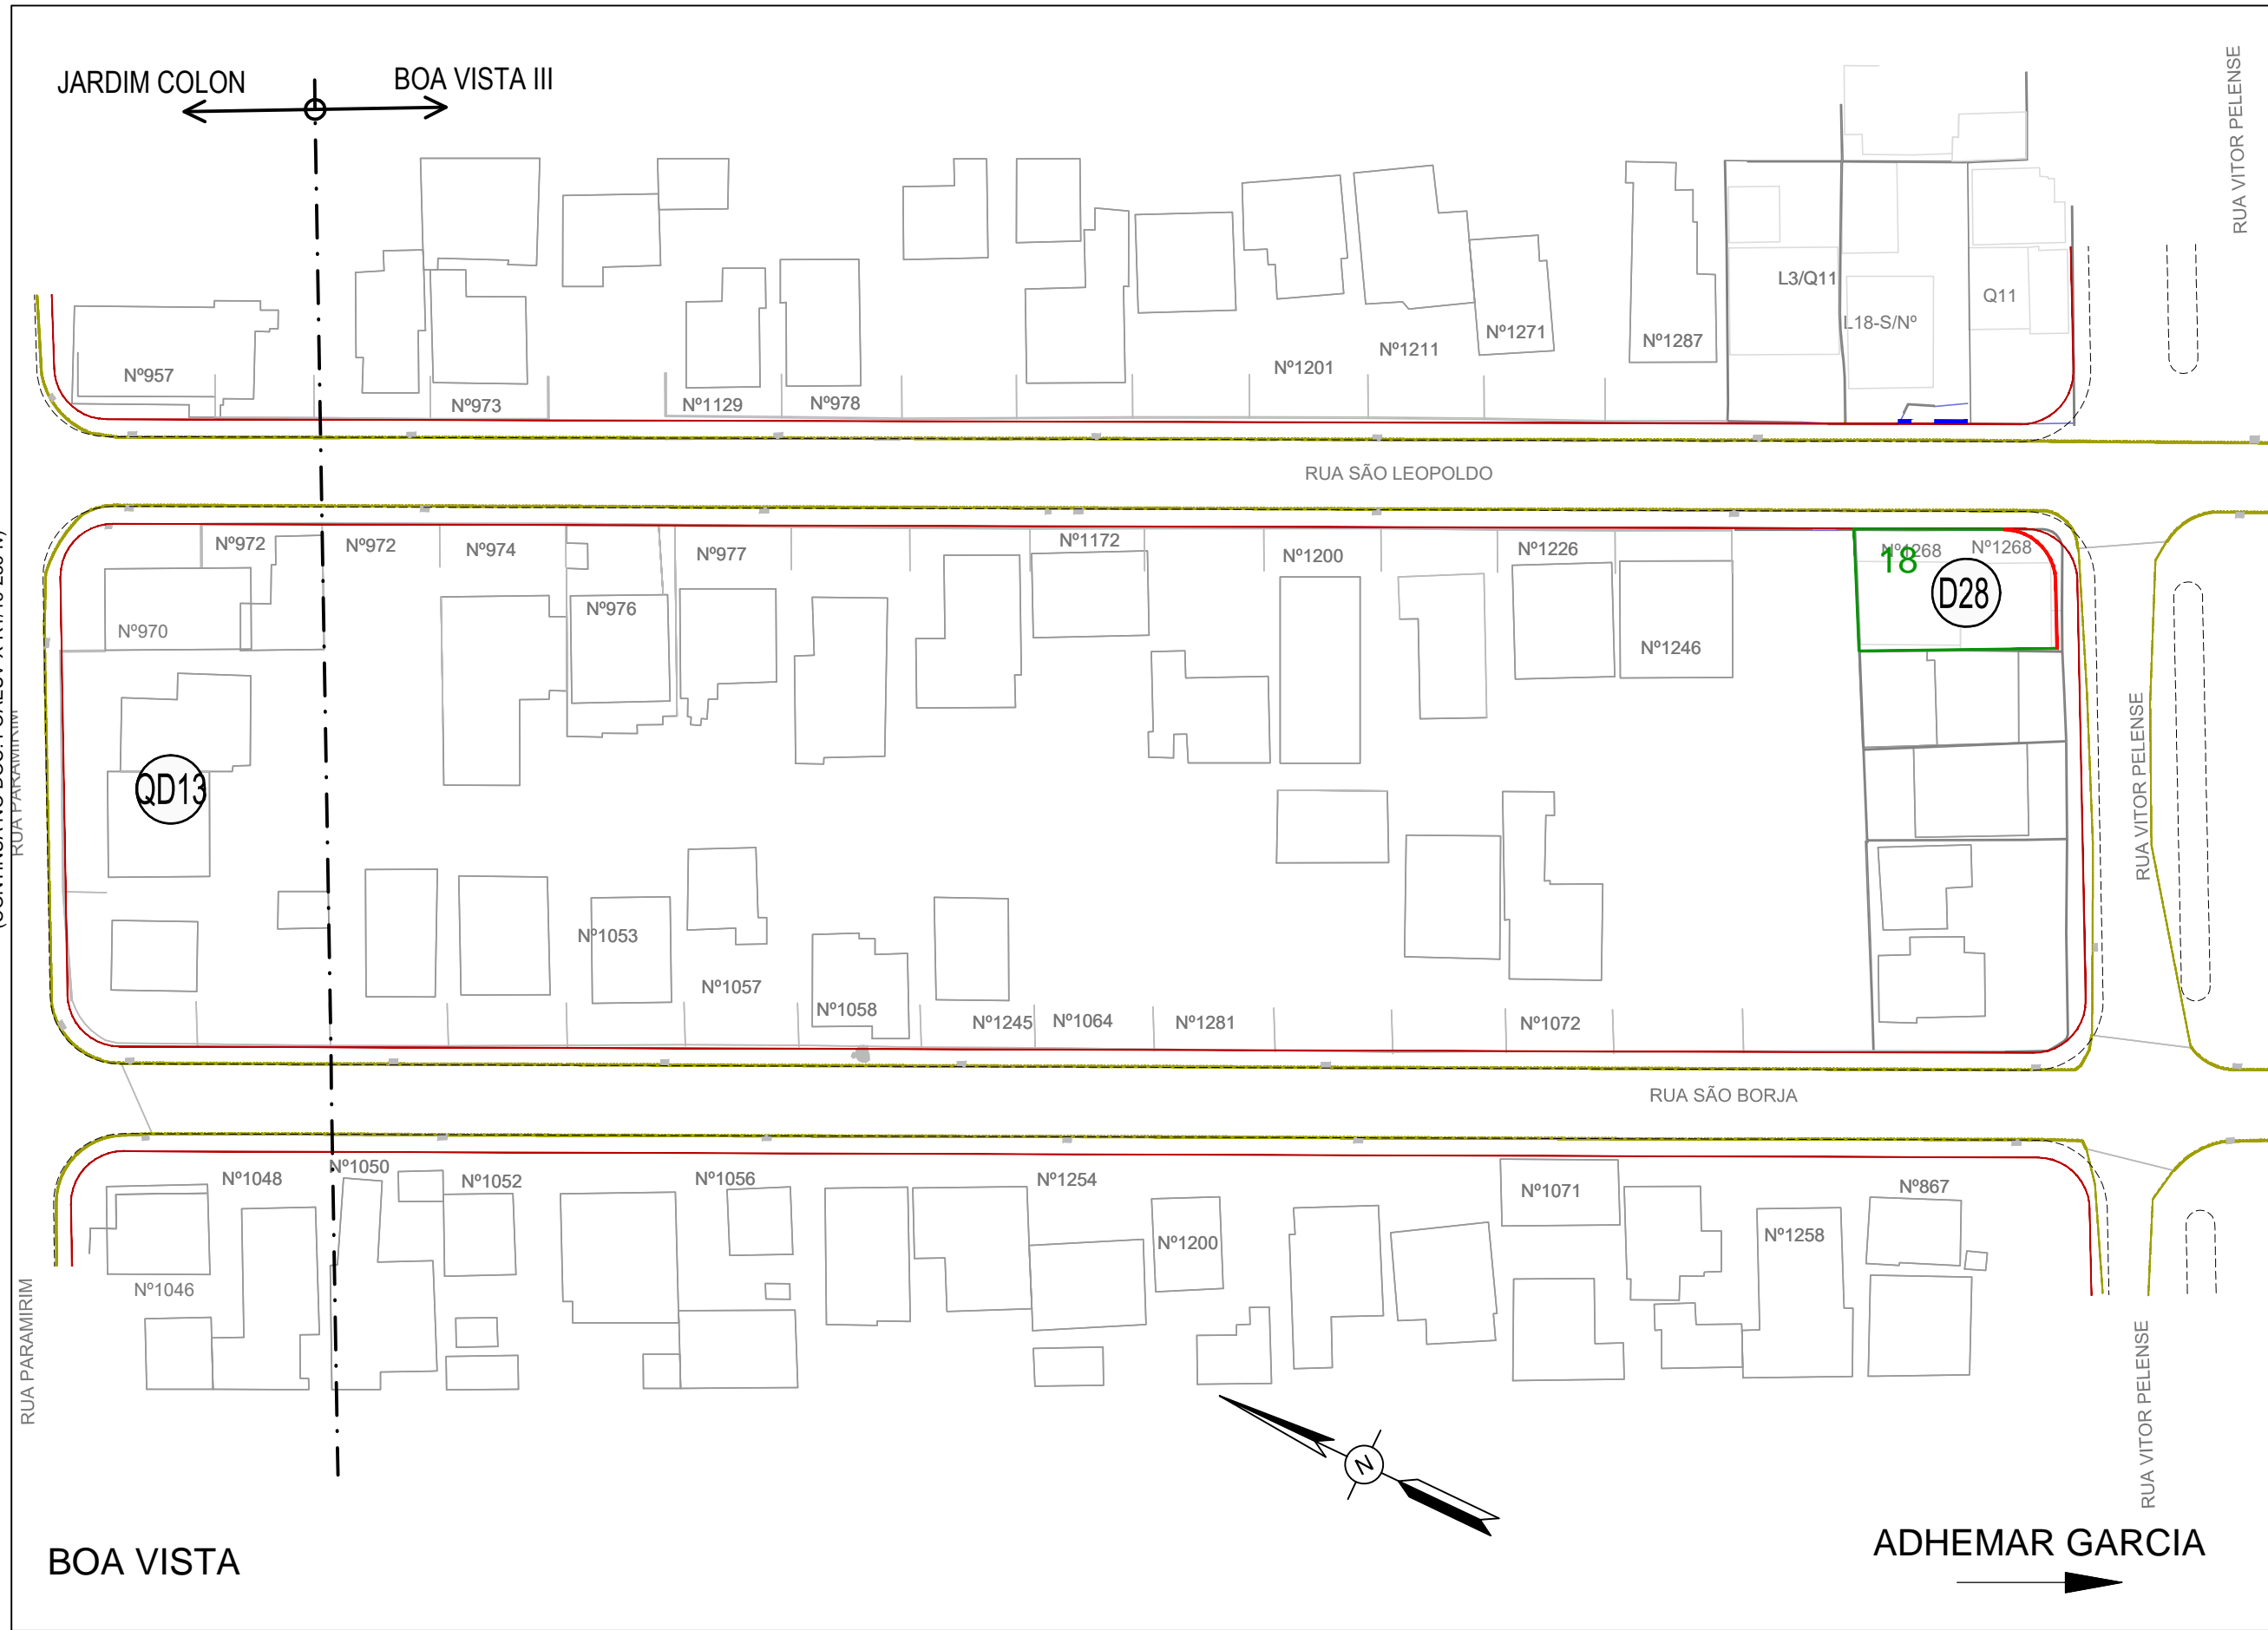 JARDIM COLON
BOA VISTA III
RUA VITOR PELENSE
L3/Q11
Q11
L18-S/Nº
Nº1271
Nº1287
Nº1211
Nº1201
Nº957
Nº973
Nº1129
Nº978
RUA SÃO LEOPOLDO
Nº972
Nº972
Nº974
Nº977
Nº1172
Nº1200
Nº1226
Nº1268
Nº1268
18
D28
Nº976
Nº970
Nº1246
RUA PARAMIRIM
QD13
RUA VITOR PELENSE
Nº1053
Nº1057
Nº1058
Nº1245
Nº1064
Nº1281
Nº1072
RUA SÃO BORJA
Nº1048
Nº1050
Nº1052
Nº1056
Nº1254
Nº1071
Nº867
Nº1200
Nº1258
Nº1046
RUA PARAMIRIM
RUA VITOR PELENSE
N
BOA VISTA
ADHEMAR GARCIA